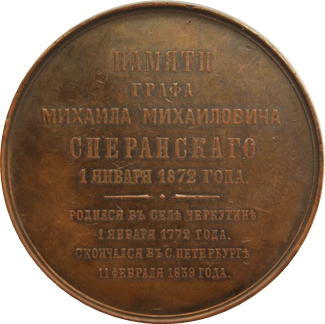 ПАМЯТИ
ГРАФА
МИХАИЛА МИХАИЛОВИЧА
СПЕРАНСКАГО
1 ЯНВАРЯ 1872 ГОДА.
РОДИЛСЯ ВЪ СЕЛѢ ЧЕРКУТИНѢ
1 ЯНВАРЯ 1772 ГОДА.
СКОНЧАЛСЯ ВЪ С. ПЕТЕРБУРГѢ
11 ФЕВРАЛЯ 1839 ГОДА.